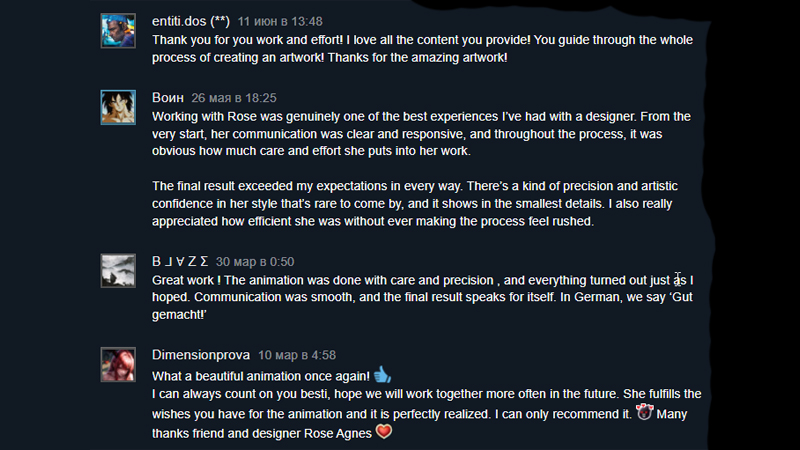 entiti.dos (**) 11 июн в 13:48
Thank you for you work and effort! I love all the content you provide! You guide through the whole
process of creating an artwork! Thanks for the amazing artwork!
Воин 26 мая в 18:25
Working with Rose was genuinely one of the best experiences I've had with a designer. From the
very start, her communication was clear and responsive, and throughout the process, it was
obvious how much care and effort she puts into her work.
The final result exceeded my expectations in every way. There's a kind of precision and artistic
confidence in her style that's rare to come by, and it shows in the smallest details. I also really
appreciated how efficient she was without ever making the process feel rushed.
B ⅃ ∀ Z Σ 30 мар в 0:50
Great work ! The animation was done with care and precision , and everything turned out just as I
hoped. Communication was smooth, and the final result speaks for itself. In German, we say ‘Gut
gemacht!’
Dimensionprova 10 мар в 4:58
What a beautiful animation once again! 👍
I can always count on you besti, hope we will work together more often in the future. She fulfills the
wishes you have for the animation and it is perfectly realized. I can only recommend it. Many
thanks friend and designer Rose Agnes ❤